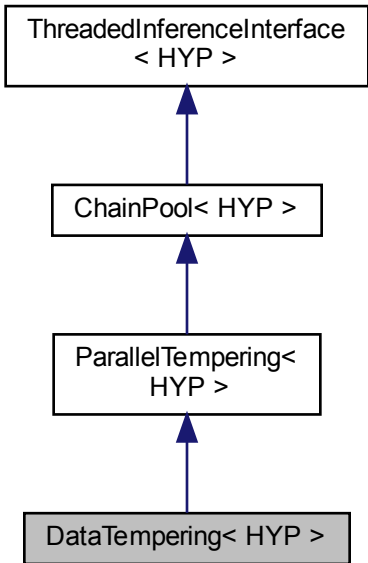 ThreadedInferenceInterface
< HYP >
ChainPool< HYP >
ParallelTempering<
HYP >
DataTempering< HYP >